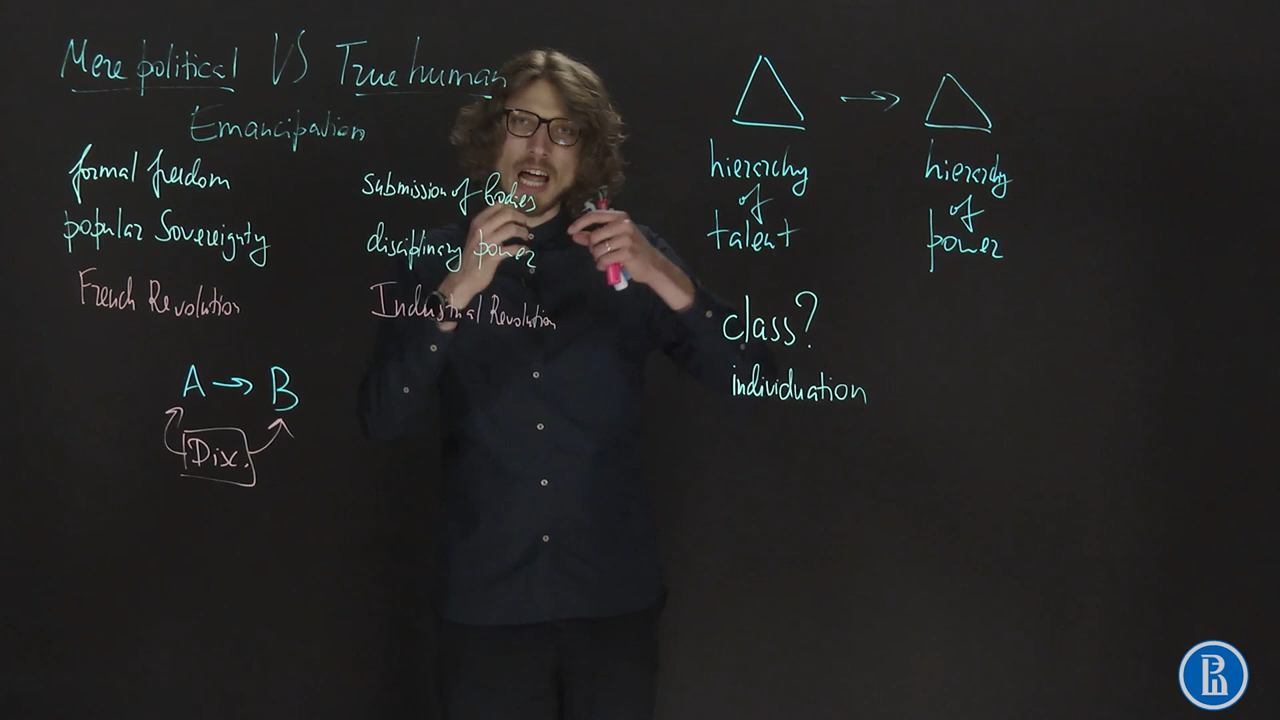 Mere political VS True human
Emancipation
formal freedom
popular Sovereignty
French Revolution
A → B
Disc.
submission of bodies
disciplinary power
Industrial Revolution
hierarchy
of
talent
→
hierarchy
of
power
class?
individuation